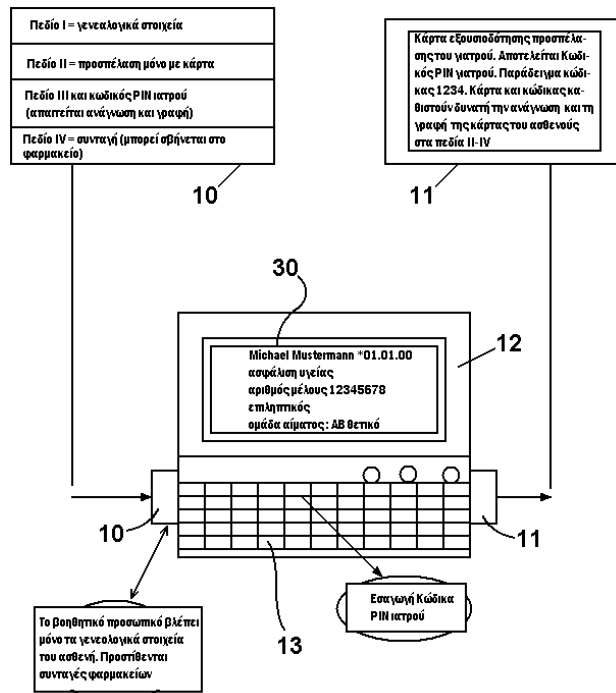 Πεδίο I = γενεαλογικά στοιχεία
Πεδίο II = προσπέλαση μόνο με κάρτα
Πεδίο III και κωδικός PIN ιατρού
(απαιτείται ανάγνωση και γραφή)
Πεδίο IV = συνταγή (μπορεί σβήνεται στο
φαρμακείο)
10
Κάρτα εξουσιοδότησης προσπέλα-
σης του γιατρού. Αποτελείται Κωδι-
κός PIN γιατρού. Παράδειγμα κώδι-
κας 1234. Κάρτα και κώδικας κα-
θιστούν δυνατή την ανάγνωση και τη
γραφή της κάρτας του ασθενούς
στα πεδία II-IV
11
30
12
Michael Mustermann *01.01.00
ασφάλιση υγείας
αριθμός μέλους 12345678
επιληπτικός
ομάδα αίματος: AB θετικό
10
11
13
Το βοηθητικό προσωπικό βλέπει
μόνο τα γενεολογικά στοιχεία
του ασθενή. Προστίθενται
συνταγές φαρμακείων
Εσαγωγή Κώδικα
PIN ιατρού